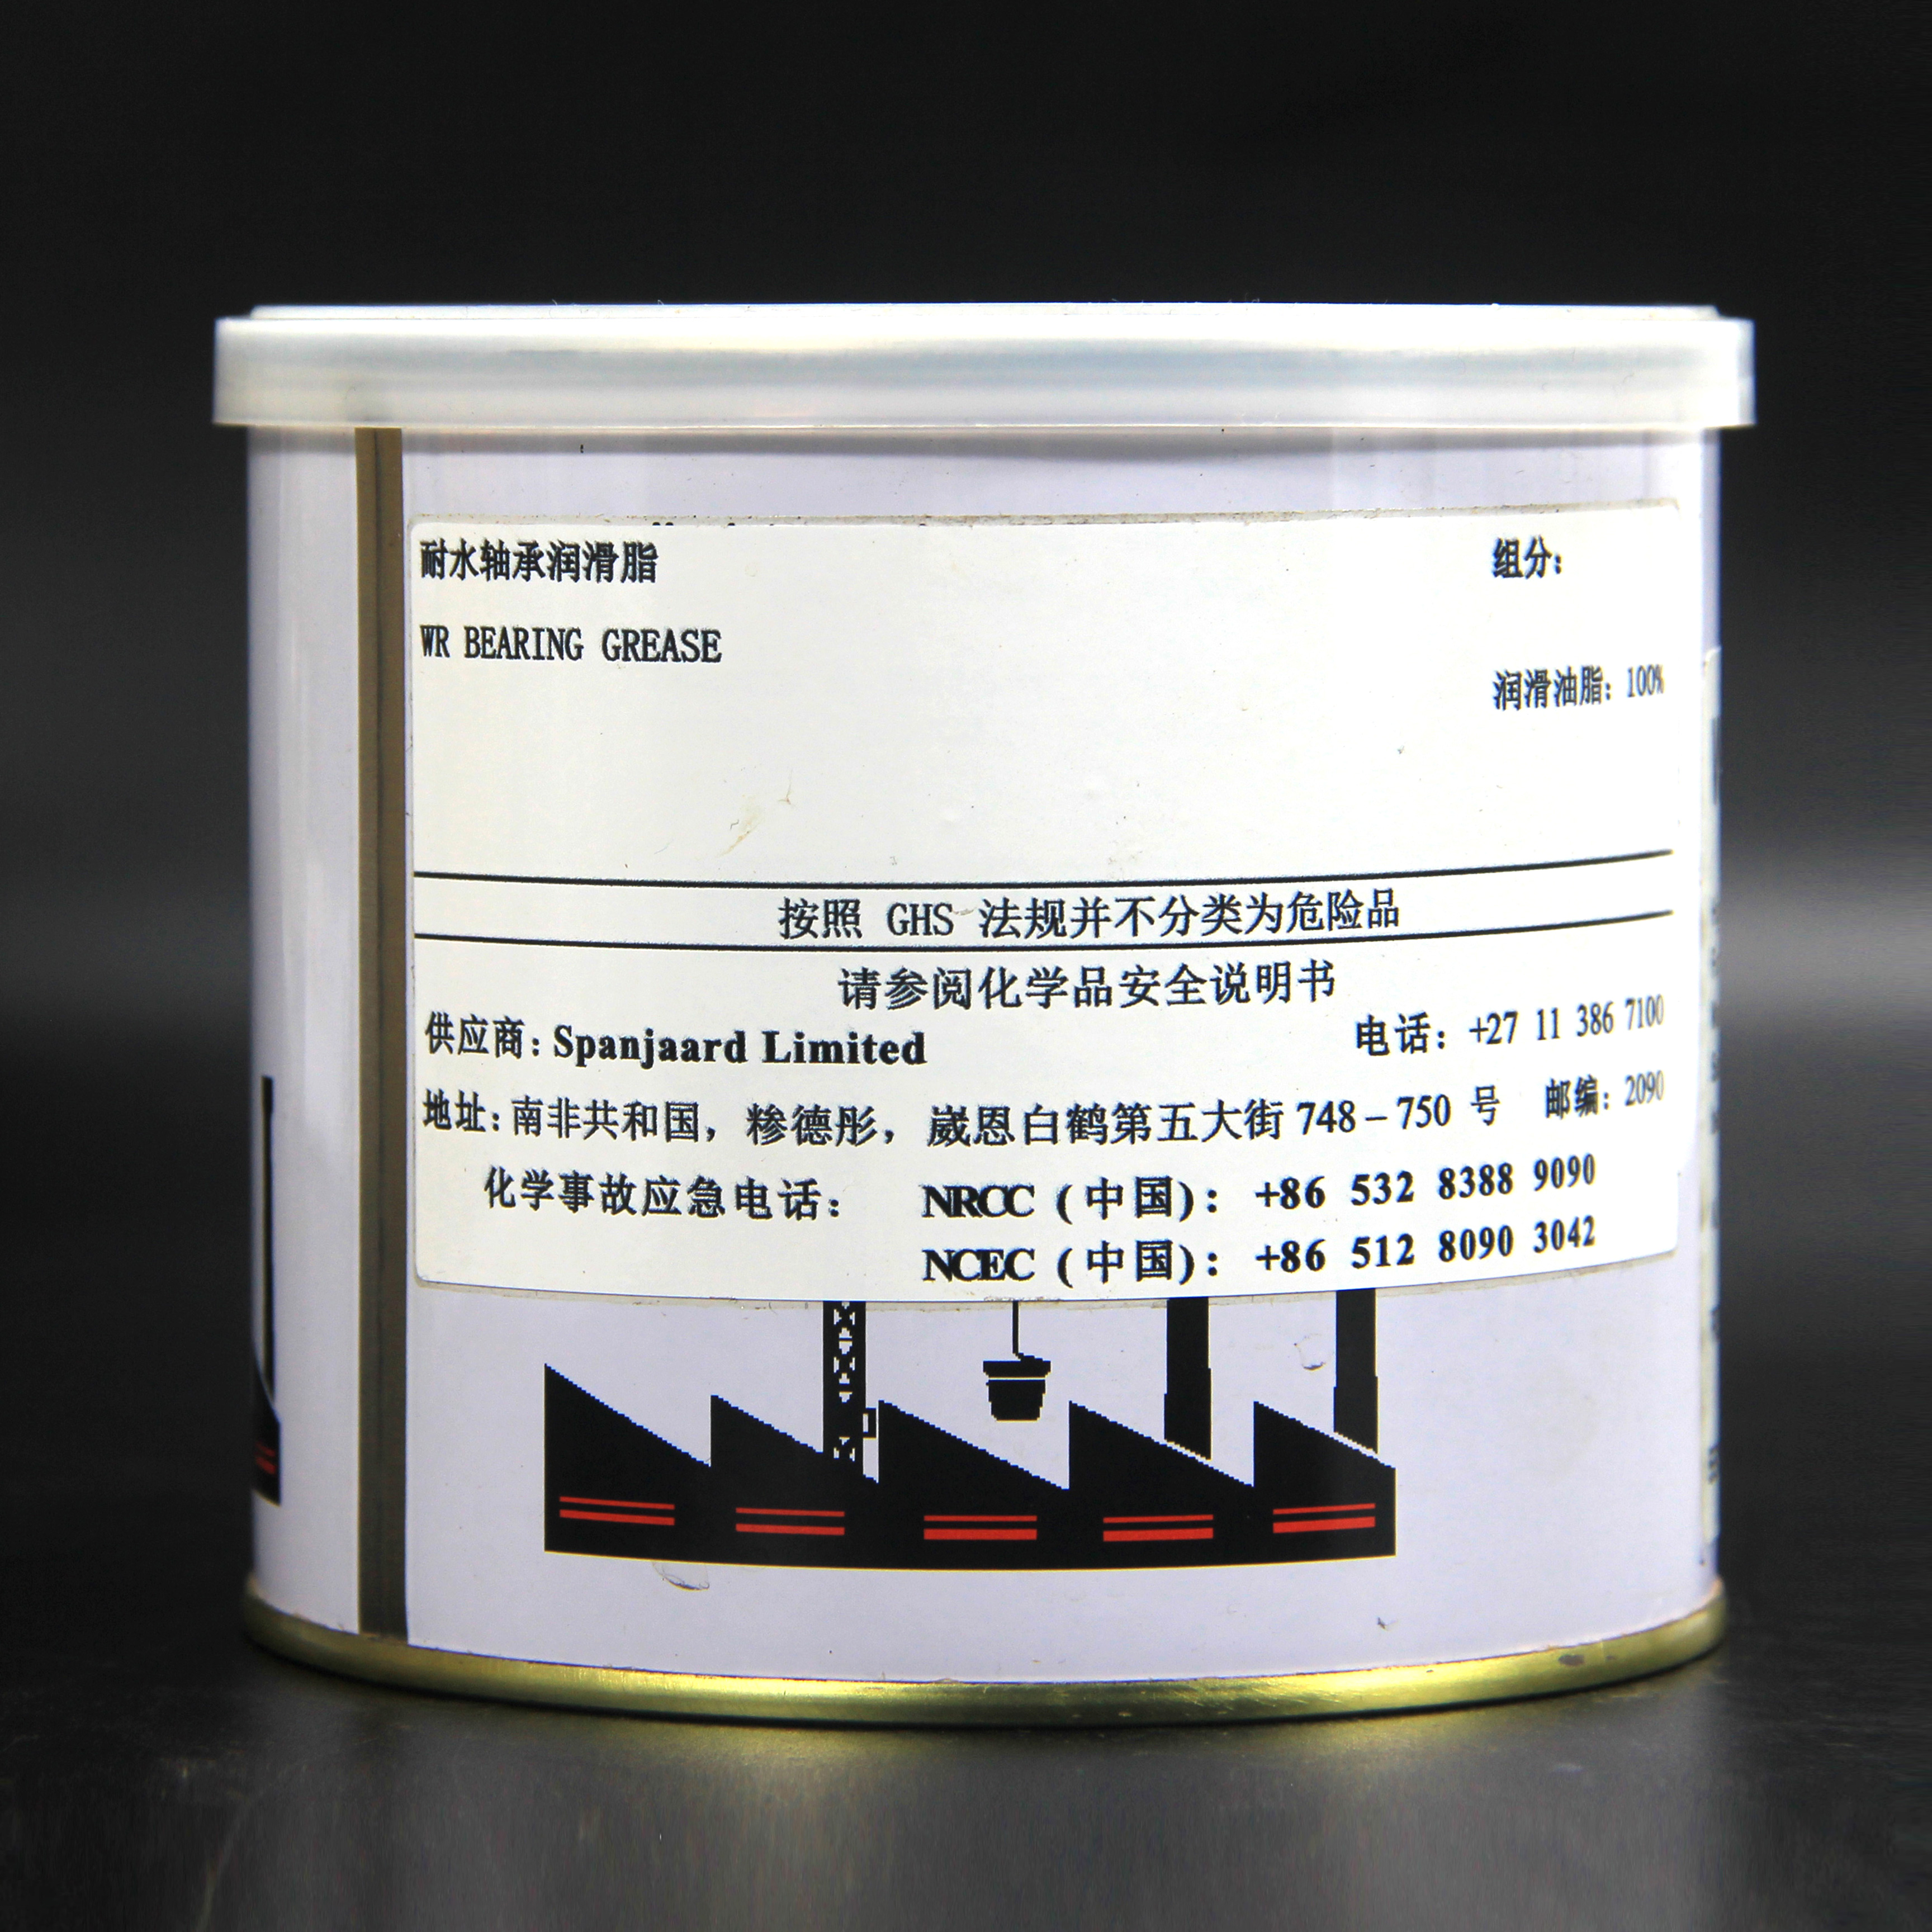 耐水轴承润滑脂
组分:
WR BEARING GREASE
润滑油脂: 100%
按照 GHS 法规并不分类为危险品
请参阅化学品安全说明书
供应商: Spanjaard Limited
电话: +27 11 386 7100
地址: 南非共和国, 糁德彤, 崴恩白鹤第五大街 748-750 号 邮编: 2090
化学事故应急电话: NRCC (中国): +86 532 8388 9090
NCEC (中国): +86 512 8090 3042